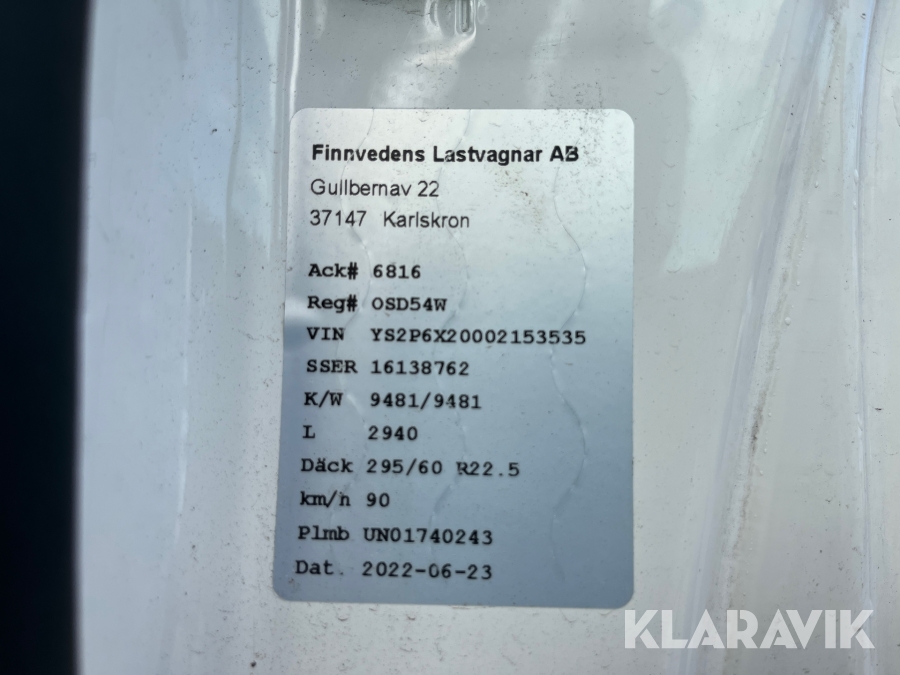 Finnvedens Lastvagnar AB
Gullbernav 22
37147 Karlskron
Ack# 6816
Reg# OSD54W
VIN YS2P6X20002153535
SSER 16138762
K/W 9481/9481
L 2940
Däck 295/60 R22.5
km/h 90
Plmb UN01740243
Dat. 2022-06-23
KLARAVIK